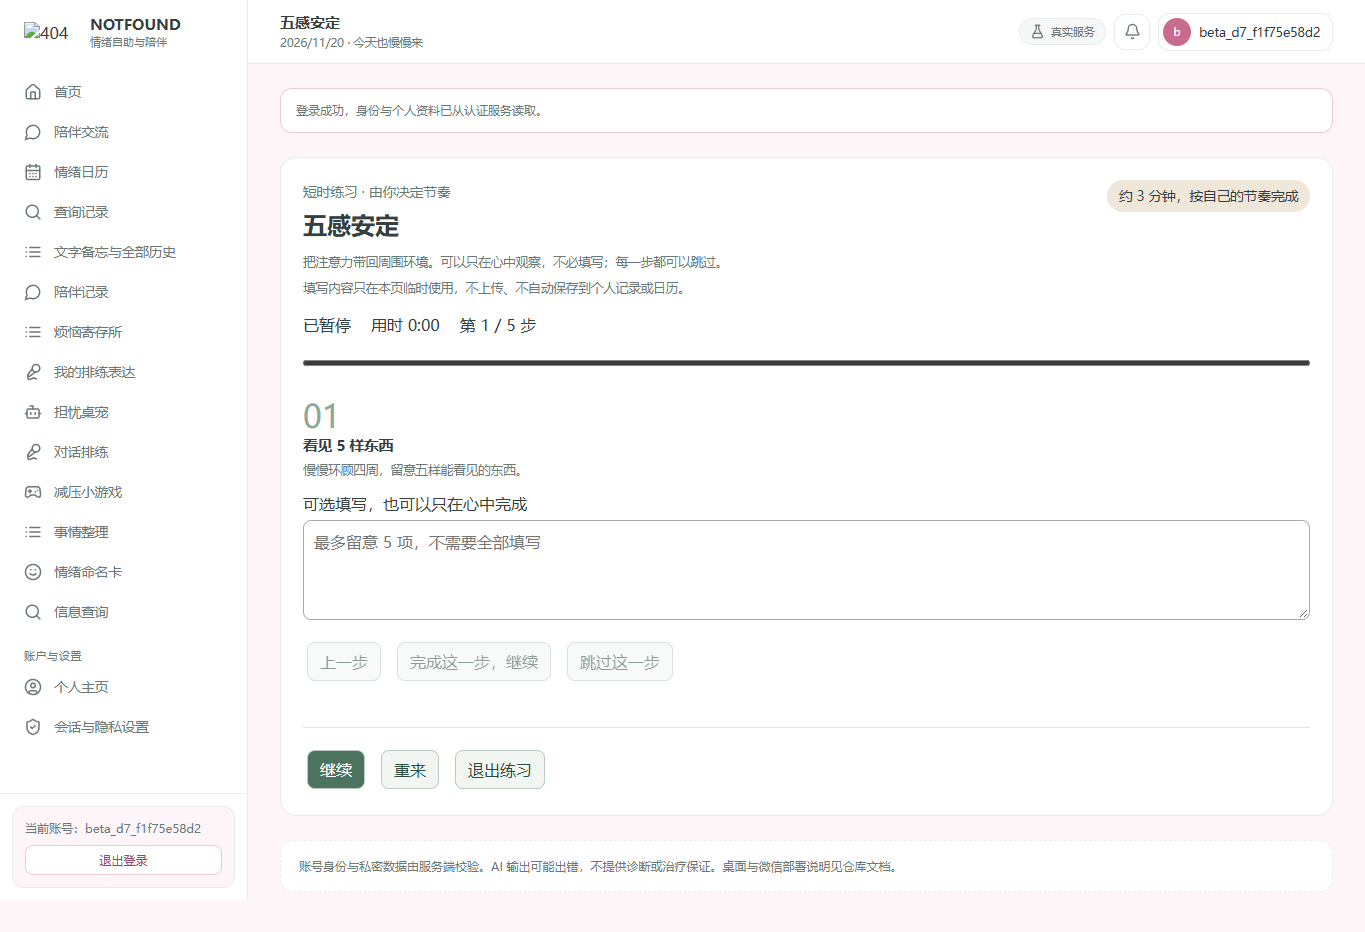 404
NOTFOUND
情绪自助与陪伴
首页
陪伴交流
情绪日历
查询记录
文字备忘与全部历史
陪伴记录
烦恼寄存所
我的排练表达
担忧桌宠
对话排练
减压小游戏
事情整理
情绪命名卡
信息查询
账户与设置
个人主页
会话与隐私设置
当前账号：beta_d7_f1f75e58d2
退出登录
五感安定
2026/11/20 · 今天也慢慢来
真实服务
b
beta_d7_f1f75e58d2
登录成功，身份与个人资料已从认证服务读取。
短时练习 · 由你决定节奏
约 3 分钟，按自己的节奏完成
五感安定
把注意力带回周围环境。可以只在心中观察，不必填写；每一步都可以跳过。
填写内容只在本页临时使用，不上传、不自动保存到个人记录或日历。
已暂停 用时 0:00 第 1 / 5 步
01
看见 5 样东西
慢慢环顾四周，留意五样能看见的东西。
可选填写，也可以只在心中完成
最多留意 5 项，不需要全部填写
上一步 完成这一步，继续 跳过这一步
继续 重来 退出练习
账号身份与私密数据由服务端校验。AI 输出可能出错，不提供诊断或治疗保证。桌面与微信部署说明见仓库文档。